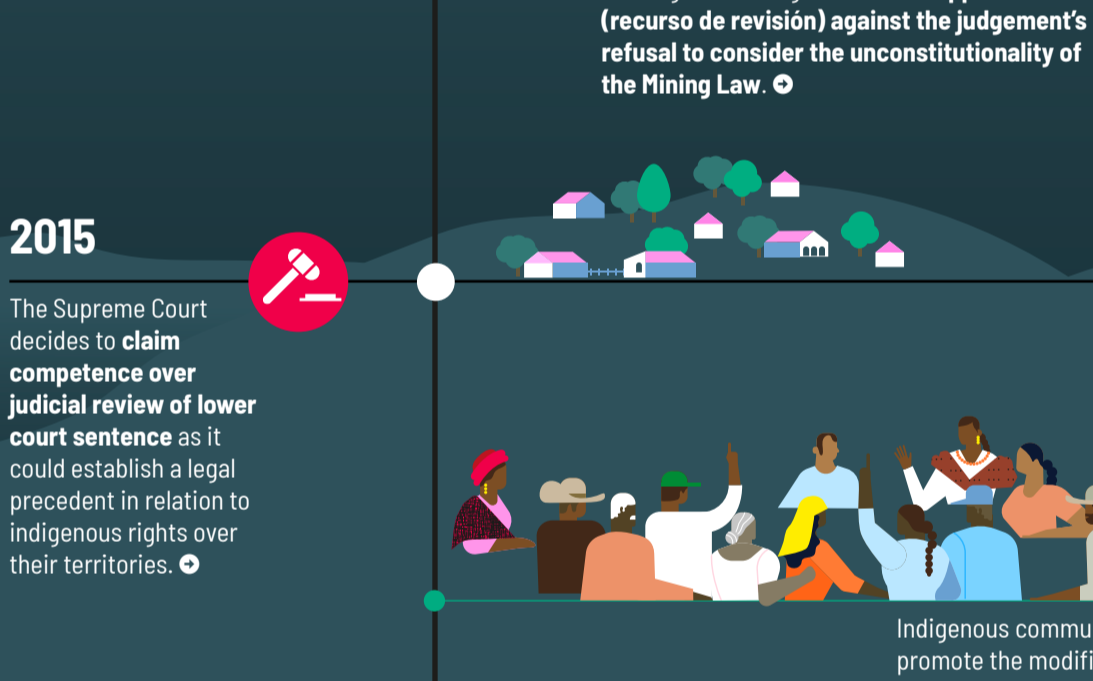 (recurso de revisión) against the judgement's
refusal to consider the unconstitutionality of
the Mining Law.
2015
The Supreme Court
decides to claim
competence over
judicial review of lower
court sentence as it
could establish a legal
precedent in relation to
indigenous rights over
their territories.
Indigenous
promote the